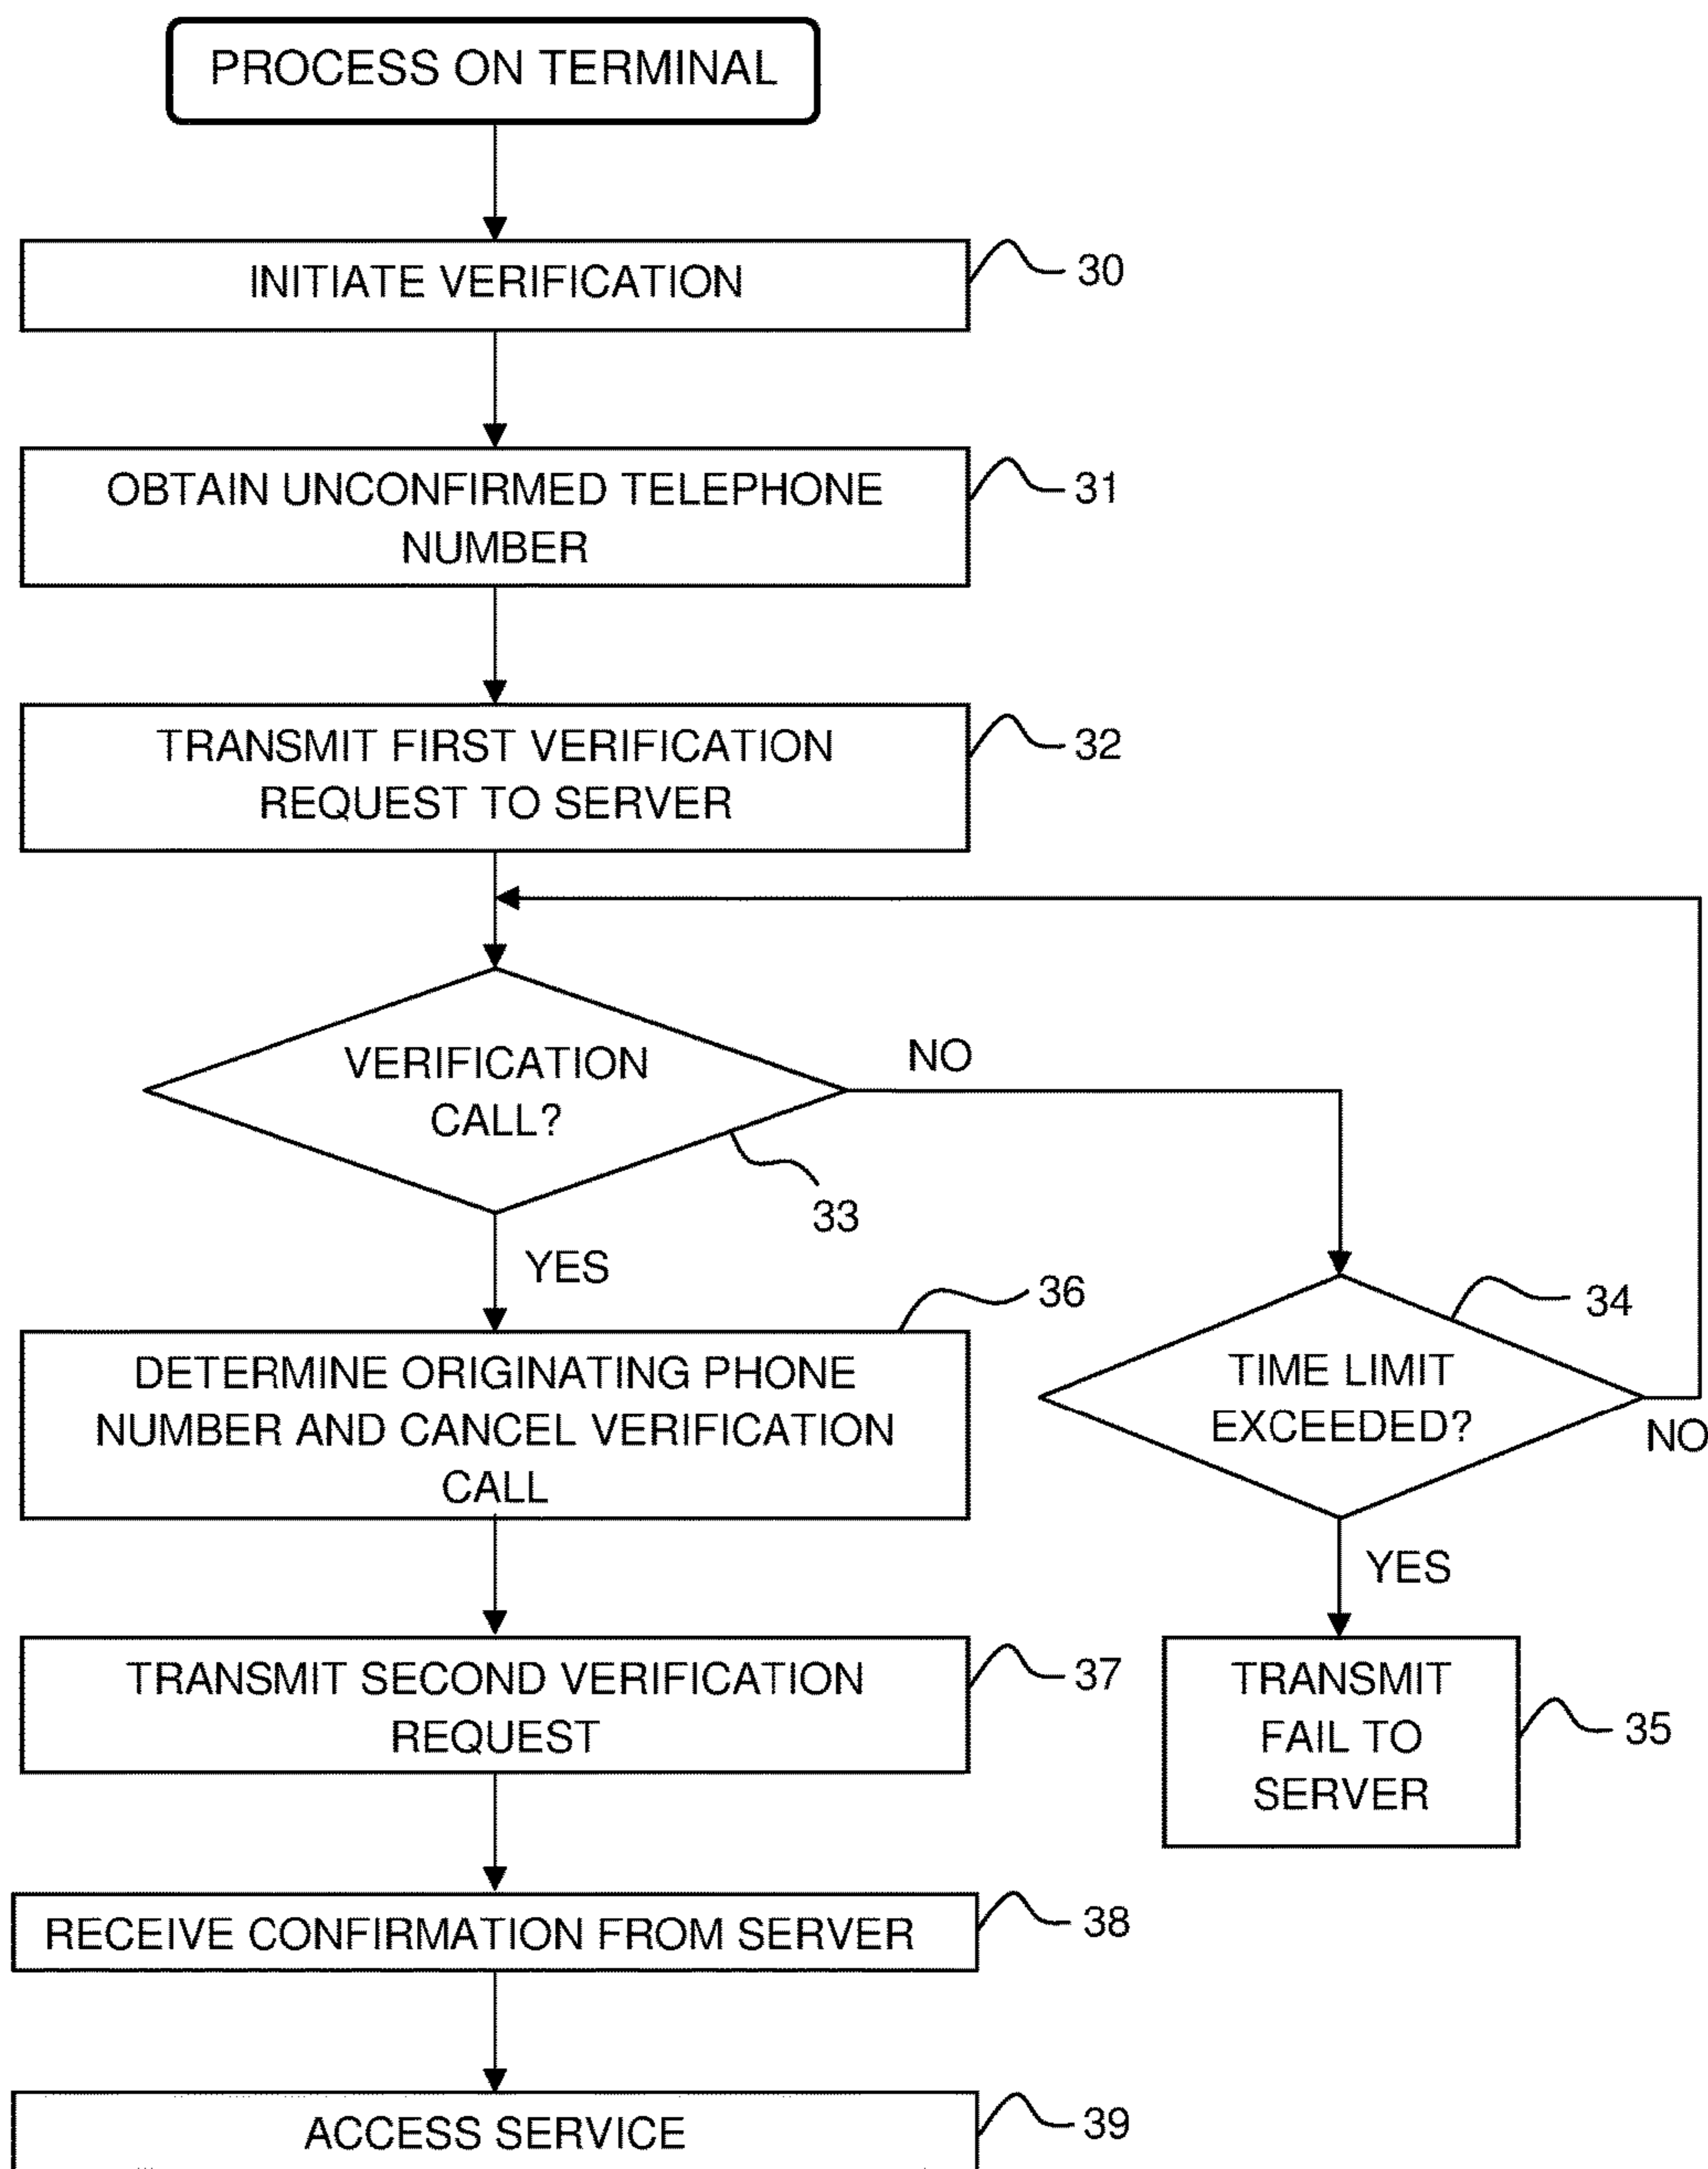 PROCESS ON TERMINAL
INITIATE VERIFICATION
30
OBTAIN UNCONFIRMED TELEPHONE
NUMBER
31
TRANSMIT FIRST VERIFICATION
REQUEST TO SERVER
32
VERIFICATION
CALL?
NO
33
YES
36
DETERMINE ORIGINATING PHONE
NUMBER AND CANCEL VERIFICATION
CALL
34
TIME LIMIT
EXCEEDED?
NO
YES
TRANSMIT SECOND VERIFICATION
REQUEST
37
TRANSMIT
FAIL TO
SERVER
35
RECEIVE CONFIRMATION FROM SERVER
38
ACCESS SERVICE
39